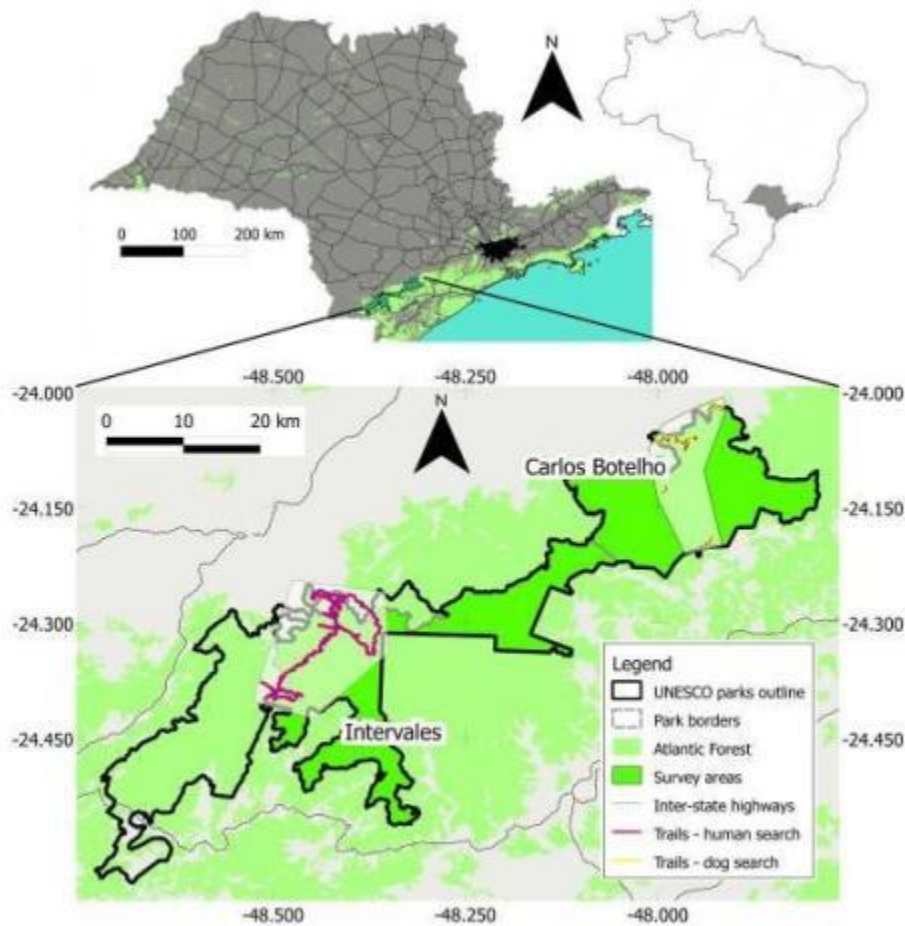 N
0 100 200 km
-48.500 -48.250 -48.000
-24.000 -24.000
0 10 20 km
N
Carlos Botelho
-24.150 -24.150
-24.300 -24.300
Legend
UNESCO parks outline
Park borders
Atlantic Forest
Survey areas
Inter-state highways
Trails - human search
Trails - dog search
-24.450 -24.450
Intervales
-48.500 -48.250 -48.000